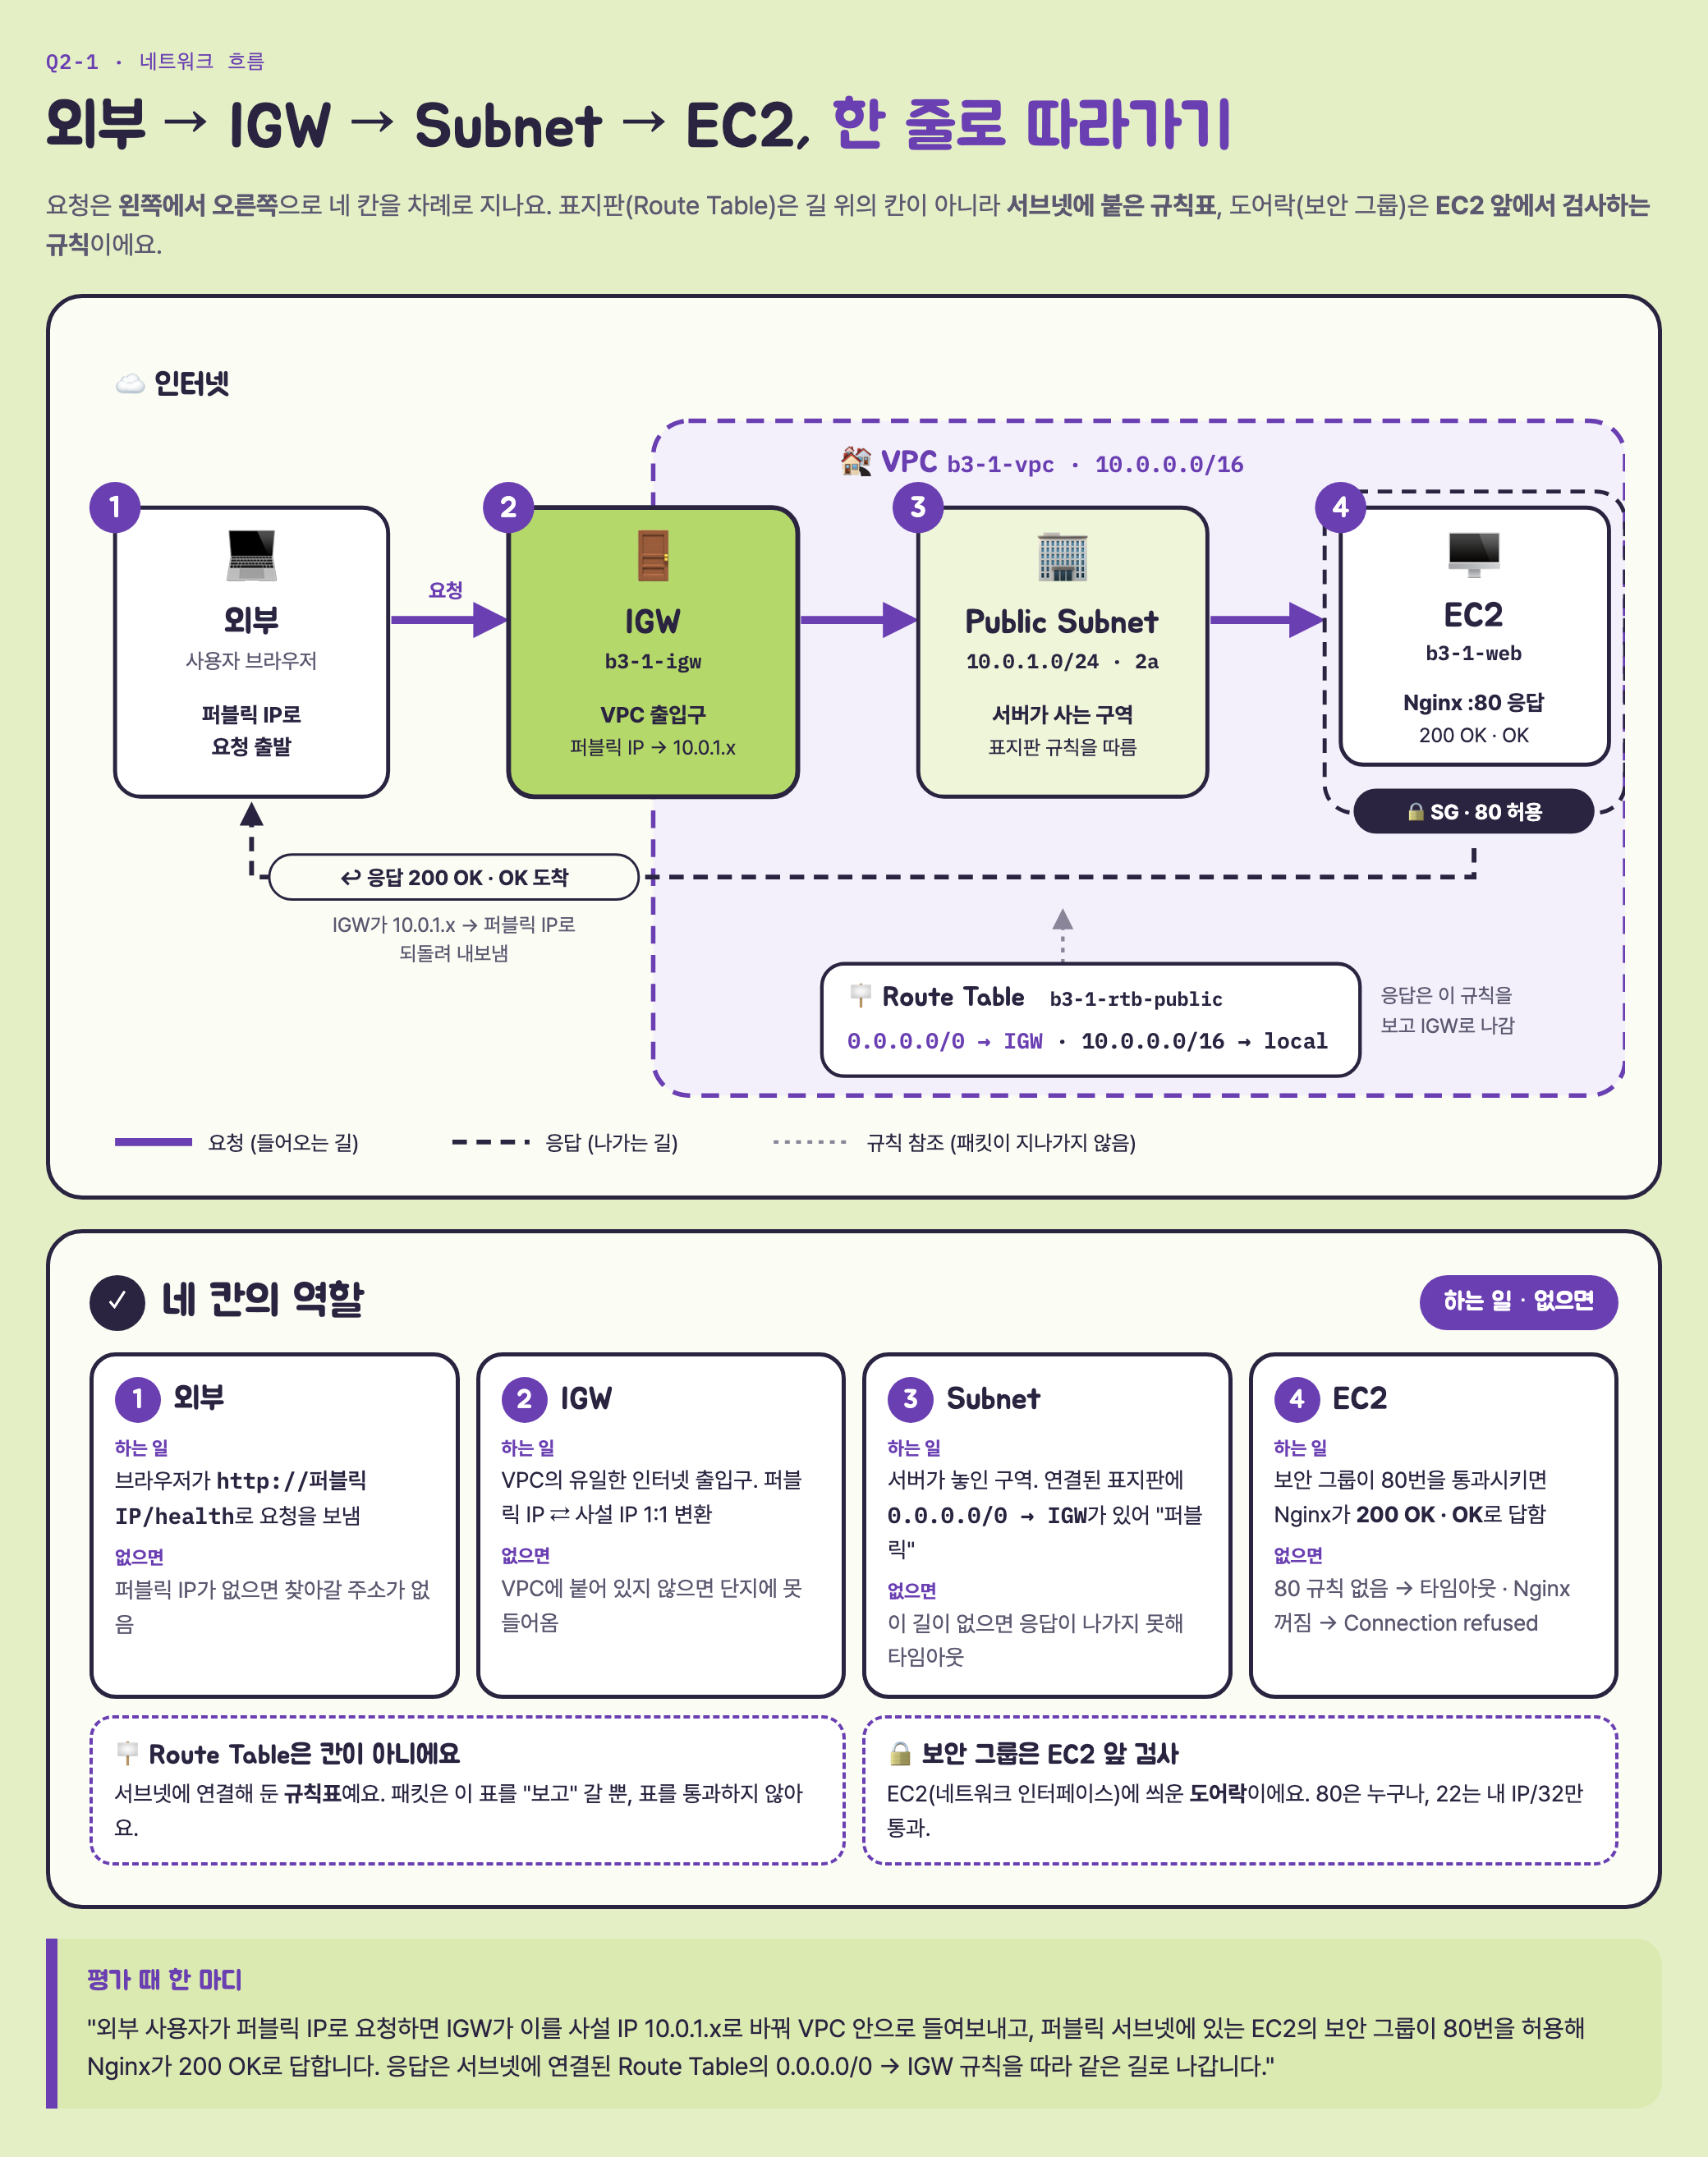 Q2-1 · 네트워크 흐름
외부 → IGW → Subnet → EC2, 한 줄로 따라가기
요청은 왼쪽에서 오른쪽으로 네 칸을 차례로 지나요. 표지판(Route Table)은 길 위의 칸이 아니라 서브넷에 붙은 규칙표, 도어락(보안 그룹)은 EC2 앞에서 검사하는
규칙이에요.
☁️ 인터넷
🏘️ VPC b3-1-vpc · 10.0.0.0/16
1
외부
사용자 브라우저
퍼블릭 IP로
요청 출발
요청
2
IGW
b3-1-igw
VPC 출입구
퍼블릭 IP → 10.0.1.x
3
Public Subnet
10.0.1.0/24 · 2a
서버가 사는 구역
표지판 규칙을 따름
4
EC2
b3-1-web
Nginx :80 응답
200 OK · OK
🔒 SG · 80 허용
↩ 응답 200 OK · OK 도착
IGW가 10.0.1.x → 퍼블릭 IP로
되돌려 내보냄
🪧 Route Table b3-1-rtb-public
0.0.0.0/0 → IGW · 10.0.0.0/16 → local
응답은 이 규칙을
보고 IGW로 나감
요청 (들어오는 길)
응답 (나가는 길)
규칙 참조 (패킷이 지나가지 않음)
✓ 네 칸의 역할
하는 일 · 없으면
1 외부
하는 일
브라우저가 http://퍼블릭
IP/health로 요청을 보냄
없으면
퍼블릭 IP가 없으면 찾아갈 주소가 없
음
2 IGW
하는 일
VPC의 유일한 인터넷 출입구. 퍼블
릭 IP ⇄ 사설 IP 1:1 변환
없으면
VPC에 붙어 있지 않으면 단지에 못
들어옴
3 Subnet
하는 일
서버가 놓인 구역. 연결된 표지판에
0.0.0.0/0 → IGW가 있어 "퍼블
릭"
없으면
이 길이 없으면 응답이 나가지 못해
타임아웃
4 EC2
하는 일
보안 그룹이 80번을 통과시키면
Nginx가 200 OK · OK로 답함
없으면
80 규칙 없음 → 타임아웃 · Nginx
꺼짐 → Connection refused
🪧 Route Table은 칸이 아니에요
서브넷에 연결해 둔 규칙표예요. 패킷은 이 표를 "보고" 갈 뿐, 표를 통과하지 않아
요.
🔒 보안 그룹은 EC2 앞 검사
EC2(네트워크 인터페이스)에 씌운 도어락이에요. 80은 누구나, 22는 내 IP/32만
통과.
평가 때 한 마디
"외부 사용자가 퍼블릭 IP로 요청하면 IGW가 이를 사설 IP 10.0.1.x로 바꿔 VPC 안으로 들여보내고, 퍼블릭 서브넷에 있는 EC2의 보안 그룹이 80번을 허용해
Nginx가 200 OK로 답합니다. 응답은 서브넷에 연결된 Route Table의 0.0.0.0/0 → IGW 규칙을 따라 같은 길로 나갑니다."